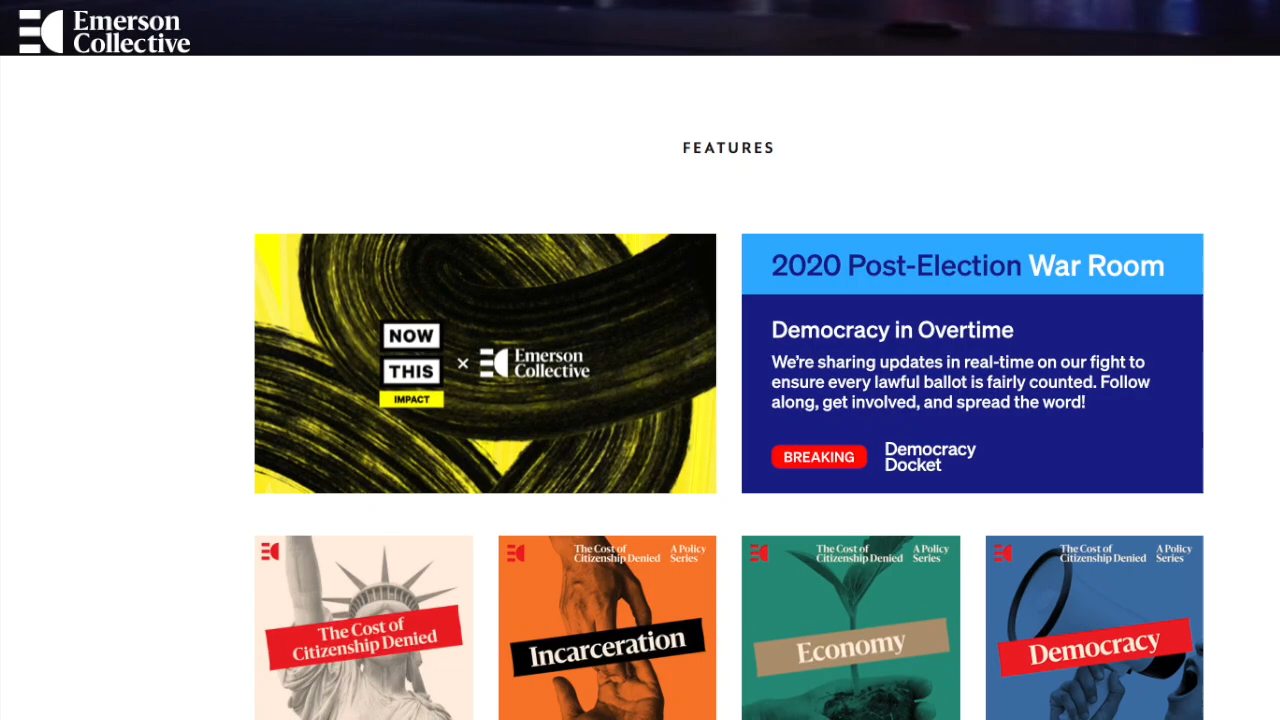 Emerson
Collective
FEATURES
NOW
THIS
IMPACT
×
Emerson
Collective
2020 Post-Election War Room
Democracy in Overtime
We're sharing updates in real-time on our fight to
ensure every lawful ballot is fairly counted. Follow
along, get involved, and spread the word!
BREAKING
Democracy
Docket
The Cost of
Citizenship Denied
The Cost of
Citizenship Denied
A Policy
Series
Incarceration
The Cost of
Citizenship Denied
A Policy
Series
Economy
The Cost of
Citizenship Denied
A Policy
Series
Democracy